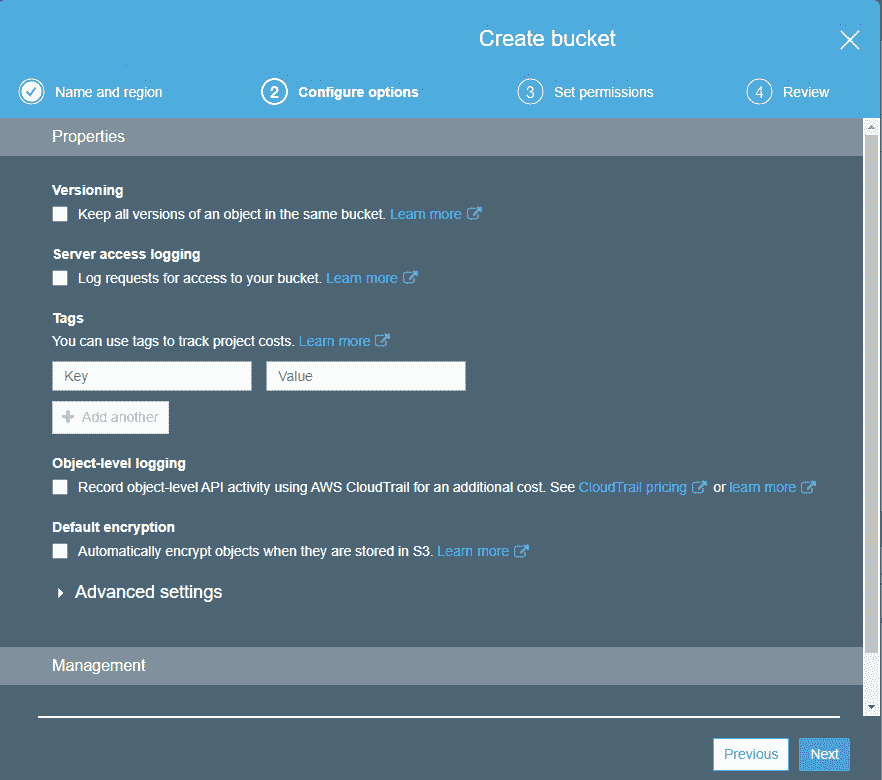 Create bucket
Name and region
2 Configure options
3 Set permissions
4 Review
Properties
Versioning
Keep all versions of an object in the same bucket. Learn more
Server access logging
Log requests for access to your bucket. Learn more
Tags
You can use tags to track project costs. Learn more
Key Value
+ Add another
Object-level logging
Record object-level API activity using AWS CloudTrail for an additional cost. See CloudTrail pricing or learn more
Default encryption
Automatically encrypt objects when they are stored in S3. Learn more
Advanced settings
Management
Previous Next